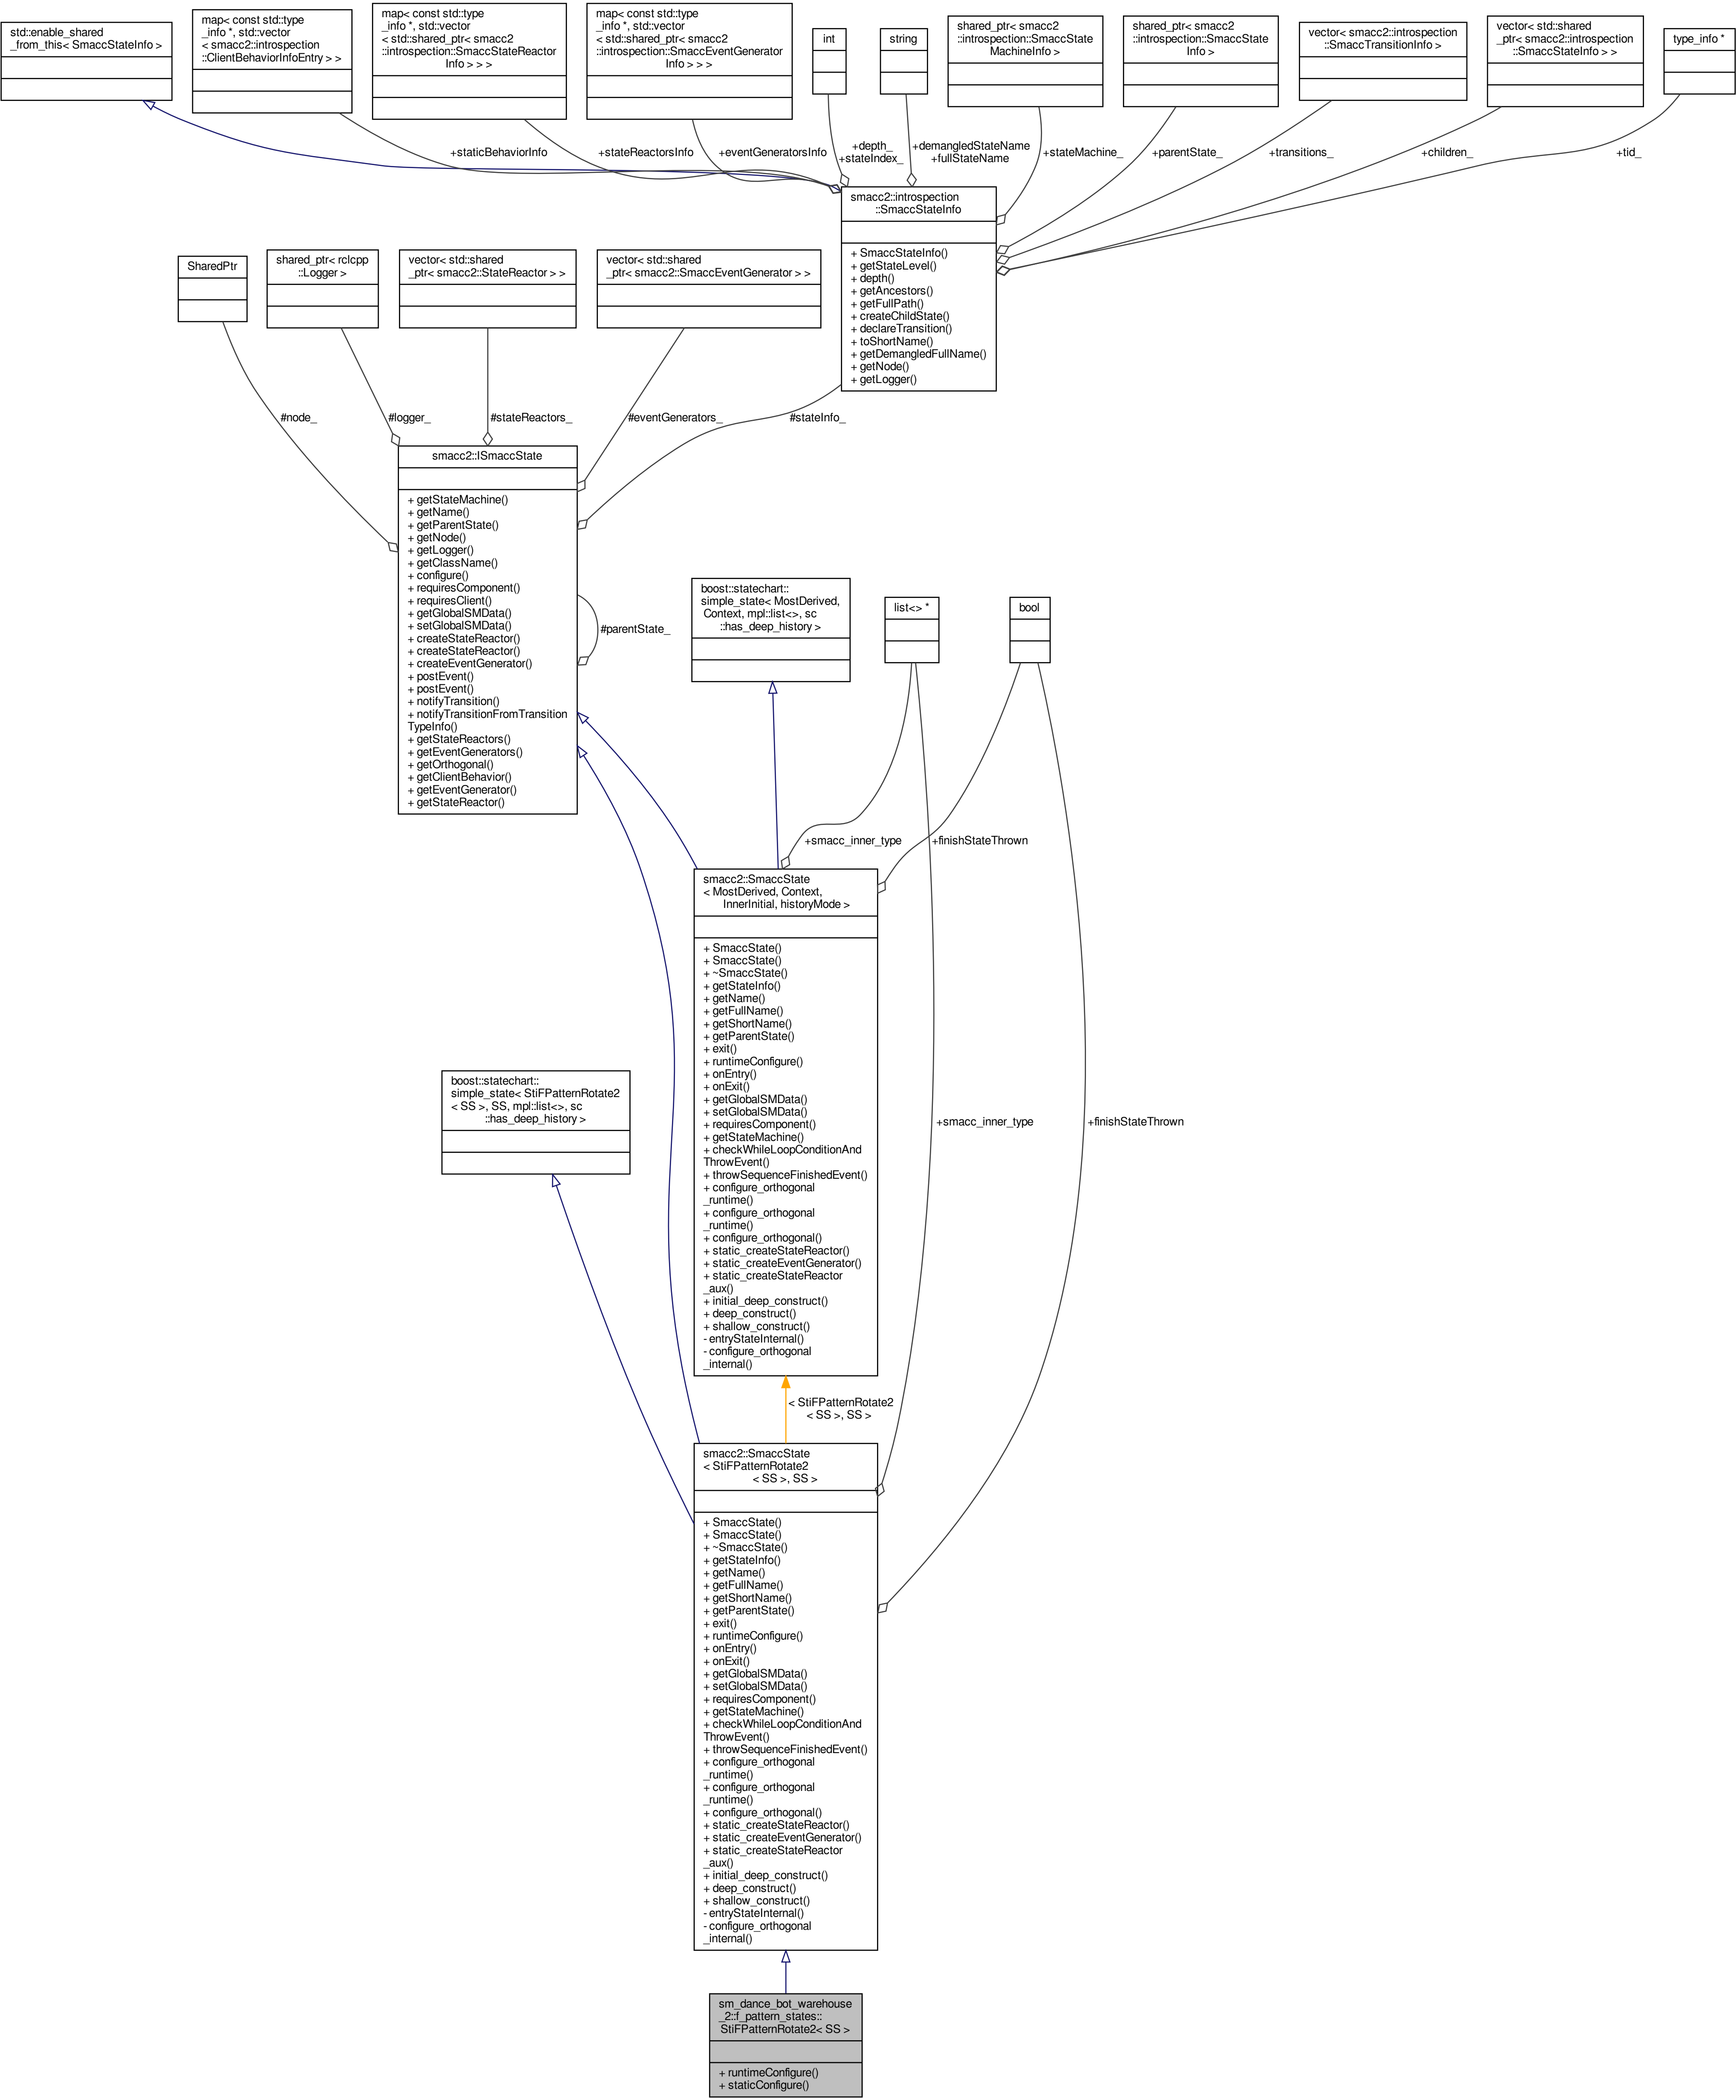 std::enable_shared
_from_this< SmaccStateInfo >
map< const std::type
_info *, std::vector
< smacc2::introspection
::ClientBehaviorInfoEntry > >
map< const std::type
_info *, std::vector
< std::shared_ptr< smacc2
::introspection::SmaccStateReactor
Info > > >
map< const std::type
_info *, std::vector
< std::shared_ptr< smacc2
::introspection::SmaccEventGenerator
Info > > >
int
string
shared_ptr< smacc2
::introspection::SmaccState
MachineInfo >
shared_ptr< smacc2
::introspection::SmaccState
Info >
vector< smacc2::introspection
::SmaccTransitionInfo >
vector< std::shared
_ptr< smacc2::introspection
::SmaccStateInfo > >
type_info *
+staticBehaviorInfo
+stateReactorsInfo
+eventGeneratorsInfo
+depth_
+stateIndex_
+demangledStateName
+fullStateName
+stateMachine_
+parentState_
+transitions_
+children_
+tid_
smacc2::introspection
::SmaccStateInfo
+ SmaccStateInfo()
+ getStateLevel()
+ depth()
+ getAncestors()
+ getFullPath()
+ createChildState()
+ declareTransition()
+ toShortName()
+ getDemangledFullName()
+ getNode()
+ getLogger()
SharedPtr
shared_ptr< rclcpp
::Logger >
vector< std::shared
_ptr< smacc2::StateReactor > >
vector< std::shared
_ptr< smacc2::SmaccEventGenerator > >
#node_
#logger_
#stateReactors_
#eventGenerators_
#stateInfo_
smacc2::ISmaccState
+ getStateMachine()
+ getName()
+ getParentState()
+ getNode()
+ getLogger()
+ getClassName()
+ configure()
+ requiresComponent()
+ requiresClient()
+ getGlobalSMData()
+ setGlobalSMData()
+ createStateReactor()
+ createStateReactor()
+ createEventGenerator()
+ postEvent()
+ postEvent()
+ notifyTransition()
+ notifyTransitionFromTransition
TypeInfo()
+ getStateReactors()
+ getEventGenerators()
+ getOrthogonal()
+ getClientBehavior()
+ getEventGenerator()
+ getStateReactor()
#parentState_
boost::statechart::
simple_state< MostDerived,
Context, mpl::list<>, sc
::has_deep_history >
list<> *
bool
+smacc_inner_type
+finishStateThrown
smacc2::SmaccState
< MostDerived, Context,
InnerInitial, historyMode >
+ SmaccState()
+ SmaccState()
+ ~SmaccState()
+ getStateInfo()
+ getName()
+ getFullName()
+ getShortName()
+ getParentState()
+ exit()
+ runtimeConfigure()
+ onEntry()
+ onExit()
+ getGlobalSMData()
+ setGlobalSMData()
+ requiresComponent()
+ getStateMachine()
+ checkWhileLoopConditionAnd
ThrowEvent()
+ throwSequenceFinishedEvent()
+ configure_orthogonal
_runtime()
+ configure_orthogonal
_runtime()
+ configure_orthogonal()
+ static_createStateReactor()
+ static_createEventGenerator()
+ static_createStateReactor
_aux()
+ initial_deep_construct()
+ deep_construct()
+ shallow_construct()
- entryStateInternal()
- configure_orthogonal
_internal()
boost::statechart::
simple_state< StiFPatternRotate2
< SS >, SS, mpl::list<>, sc
::has_deep_history >
+smacc_inner_type
+finishStateThrown
< StiFPatternRotate2
< SS >, SS >
smacc2::SmaccState
< StiFPatternRotate2
< SS >, SS >
+ SmaccState()
+ SmaccState()
+ ~SmaccState()
+ getStateInfo()
+ getName()
+ getFullName()
+ getShortName()
+ getParentState()
+ exit()
+ runtimeConfigure()
+ onEntry()
+ onExit()
+ getGlobalSMData()
+ setGlobalSMData()
+ requiresComponent()
+ getStateMachine()
+ checkWhileLoopConditionAnd
ThrowEvent()
+ throwSequenceFinishedEvent()
+ configure_orthogonal
_runtime()
+ configure_orthogonal
_runtime()
+ configure_orthogonal()
+ static_createStateReactor()
+ static_createEventGenerator()
+ static_createStateReactor
_aux()
+ initial_deep_construct()
+ deep_construct()
+ shallow_construct()
- entryStateInternal()
- configure_orthogonal
_internal()
sm_dance_bot_warehouse
_2::f_pattern_states::
StiFPatternRotate2< SS >
+ runtimeConfigure()
+ staticConfigure()